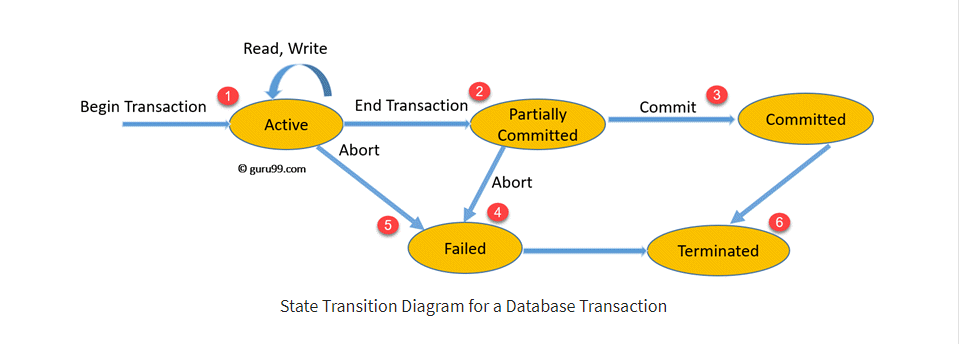 Read, Write
1
2
3
Begin Transaction
End Transaction
Commit
Active
Partially
Committed
Committed
Abort
© guru99.com
Abort
5
4
6
Failed
Terminated
State Transition Diagram for a Database Transaction